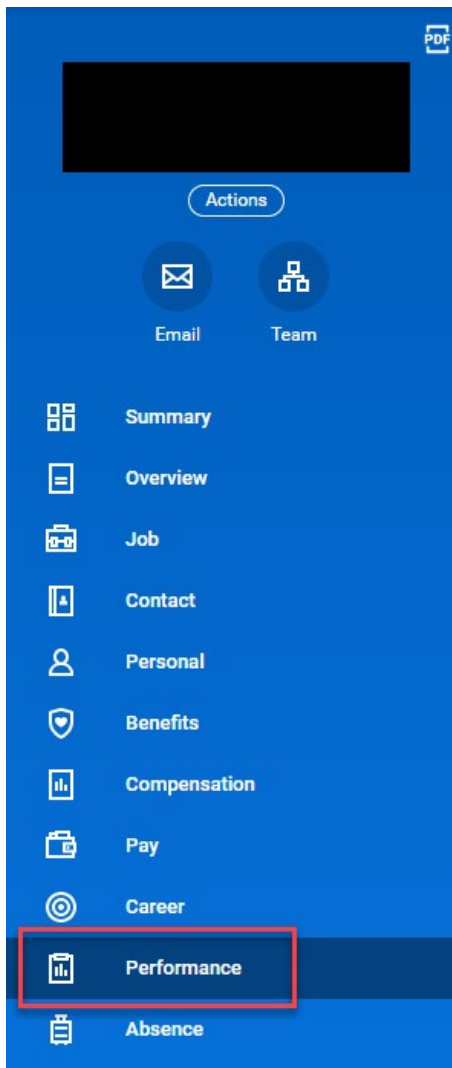 PDF
Actions
Email Team
Summary
Overview
Job
Contact
Personal
Benefits
Compensation
Pay
Career
Performance
Absence